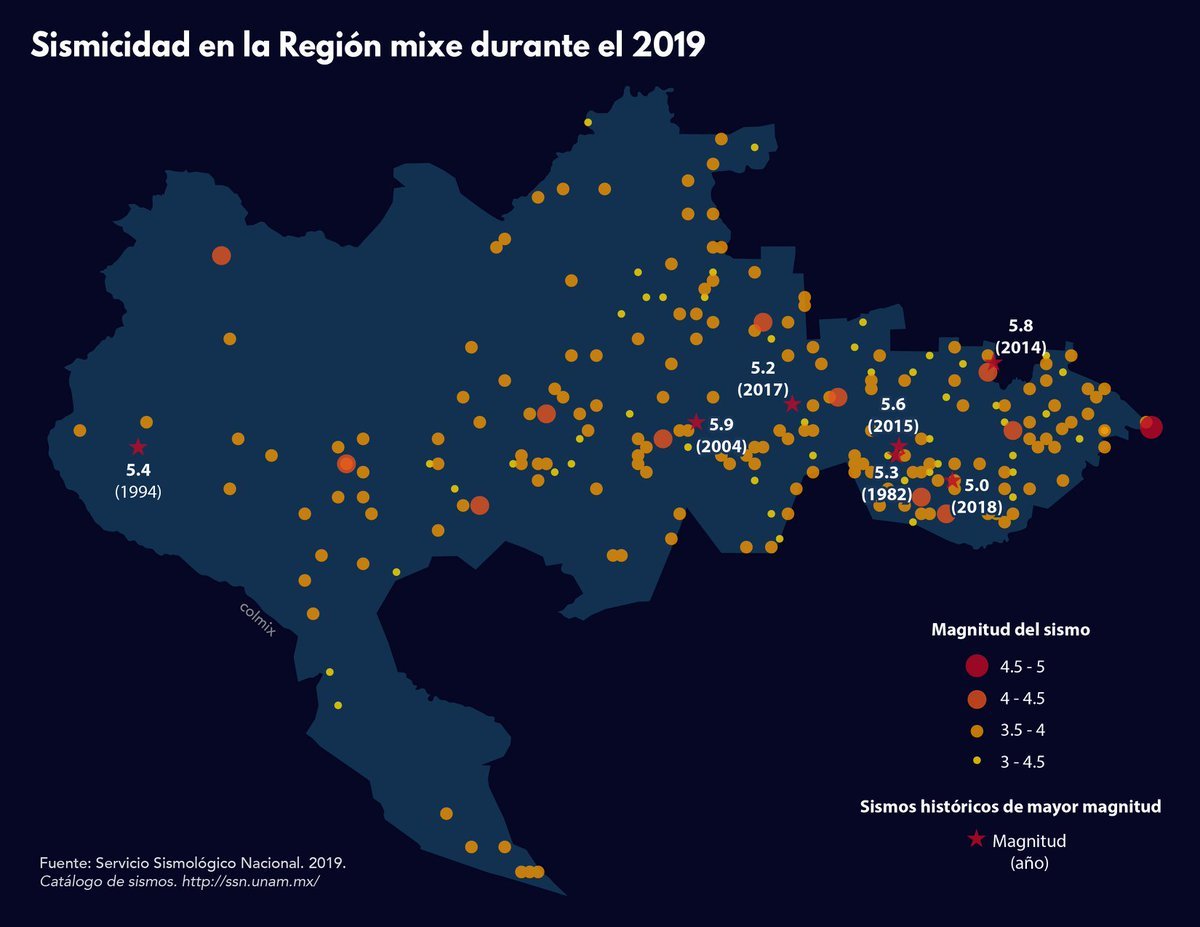 Sismicidad en la Región mixe durante el 2019
5.8
(2014)
5.2
(2017)
5.6
(2015)
5.9
(2004)
5.4
(1994)
5.3
(1982)
5.0
(2018)
colmix
Magnitud del sismo
4.5 - 5
4 - 4.5
3.5 - 4
3 - 4.5
Sismos históricos de mayor magnitud
Magnitud
(año)
Fuente: Servicio Sismológico Nacional. 2019.
Catálogo de sismos. http://ssn.unam.mx/